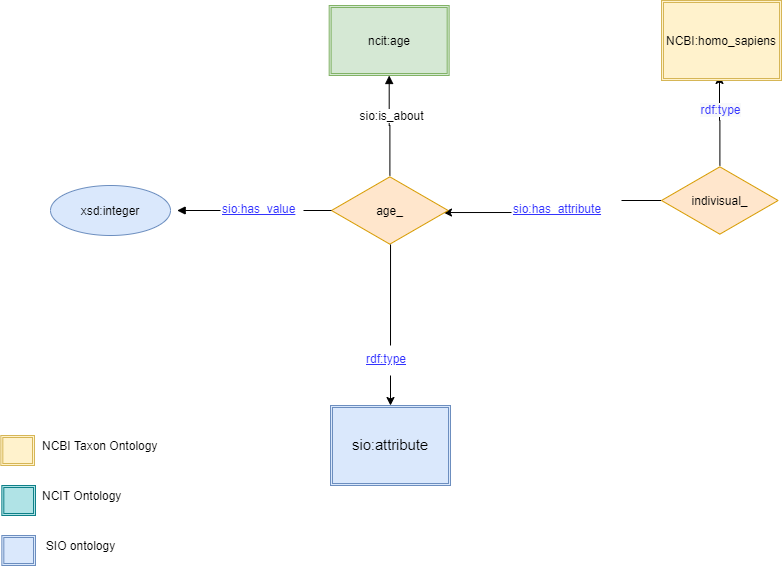 ncit:age
NCBI:homo_sapiens
sio:is_about
rdf:type
xsd:integer
sio:has_value
age_
sio:has_attribute
indivisual_
rdf:type
sio:attribute
NCBI Taxon Ontology
NCIT Ontology
SIO ontology